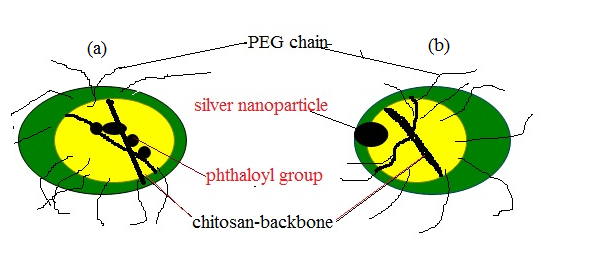 (a)
PEG chain
(b)
silver nanoparticle
phthaloyl group
chitosan-backbone